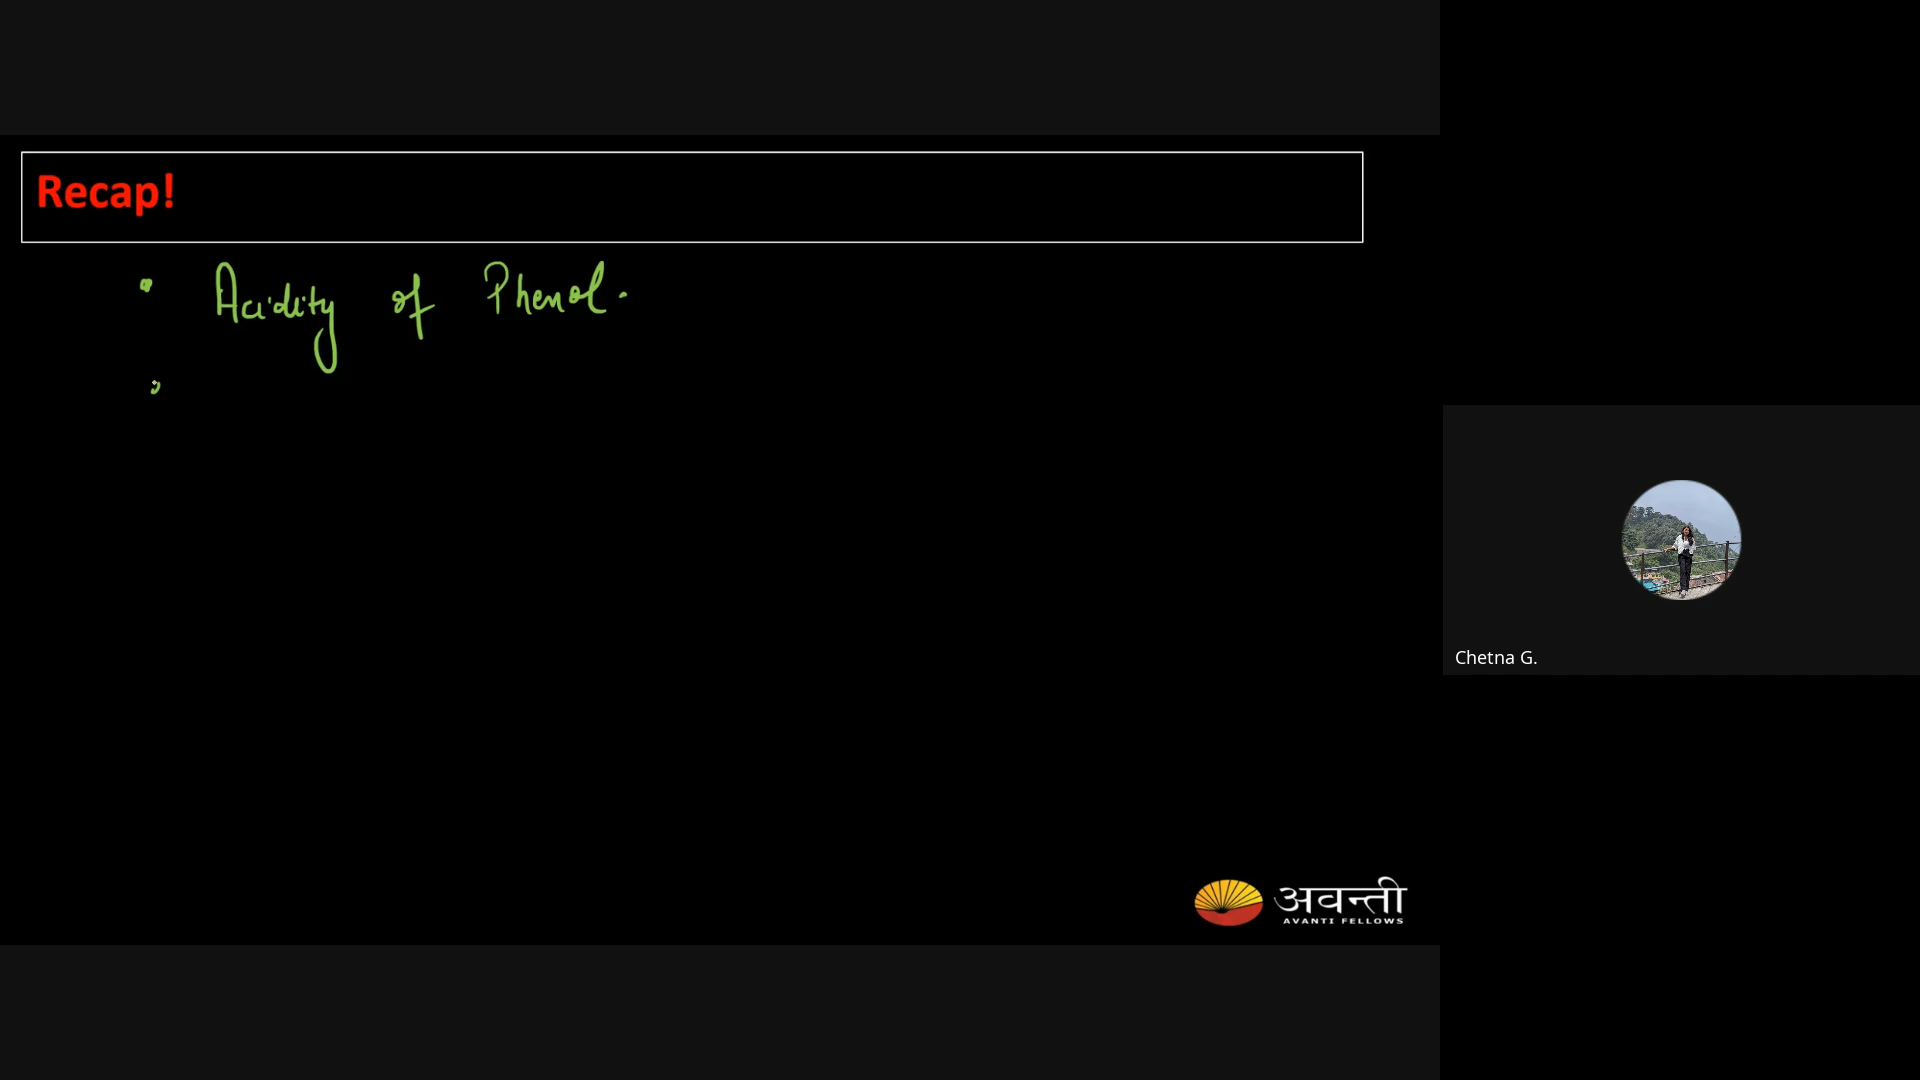 Recap!
• Acidity of Phenol.
•
Chetna G.
अवन्ती
AVANTI FELLOWS